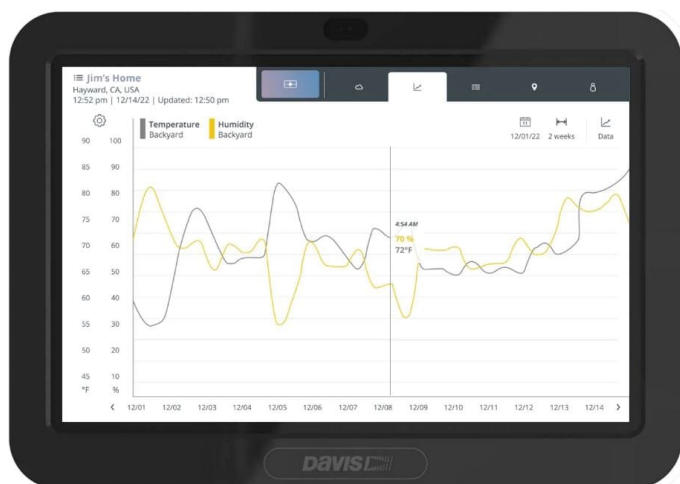 Jim's Home
Hayward, CA, USA
12:52 pm | 12/14/22 | Updated: 12:50 pm
Temperature
Backyard
Humidity
Backyard
11
12/01/22
2 weeks
Data
90 100
85 90
80 80
75 70
70 60
65 50
60 40
55 30
50 20
45 10
°F %
4:54 AM
70 %
72°F
12/01 12/02 12/03 12/04 12/05 12/06 12/07 12/08 12/09 12/10 12/11 12/12 12/13 12/14
DAVIS